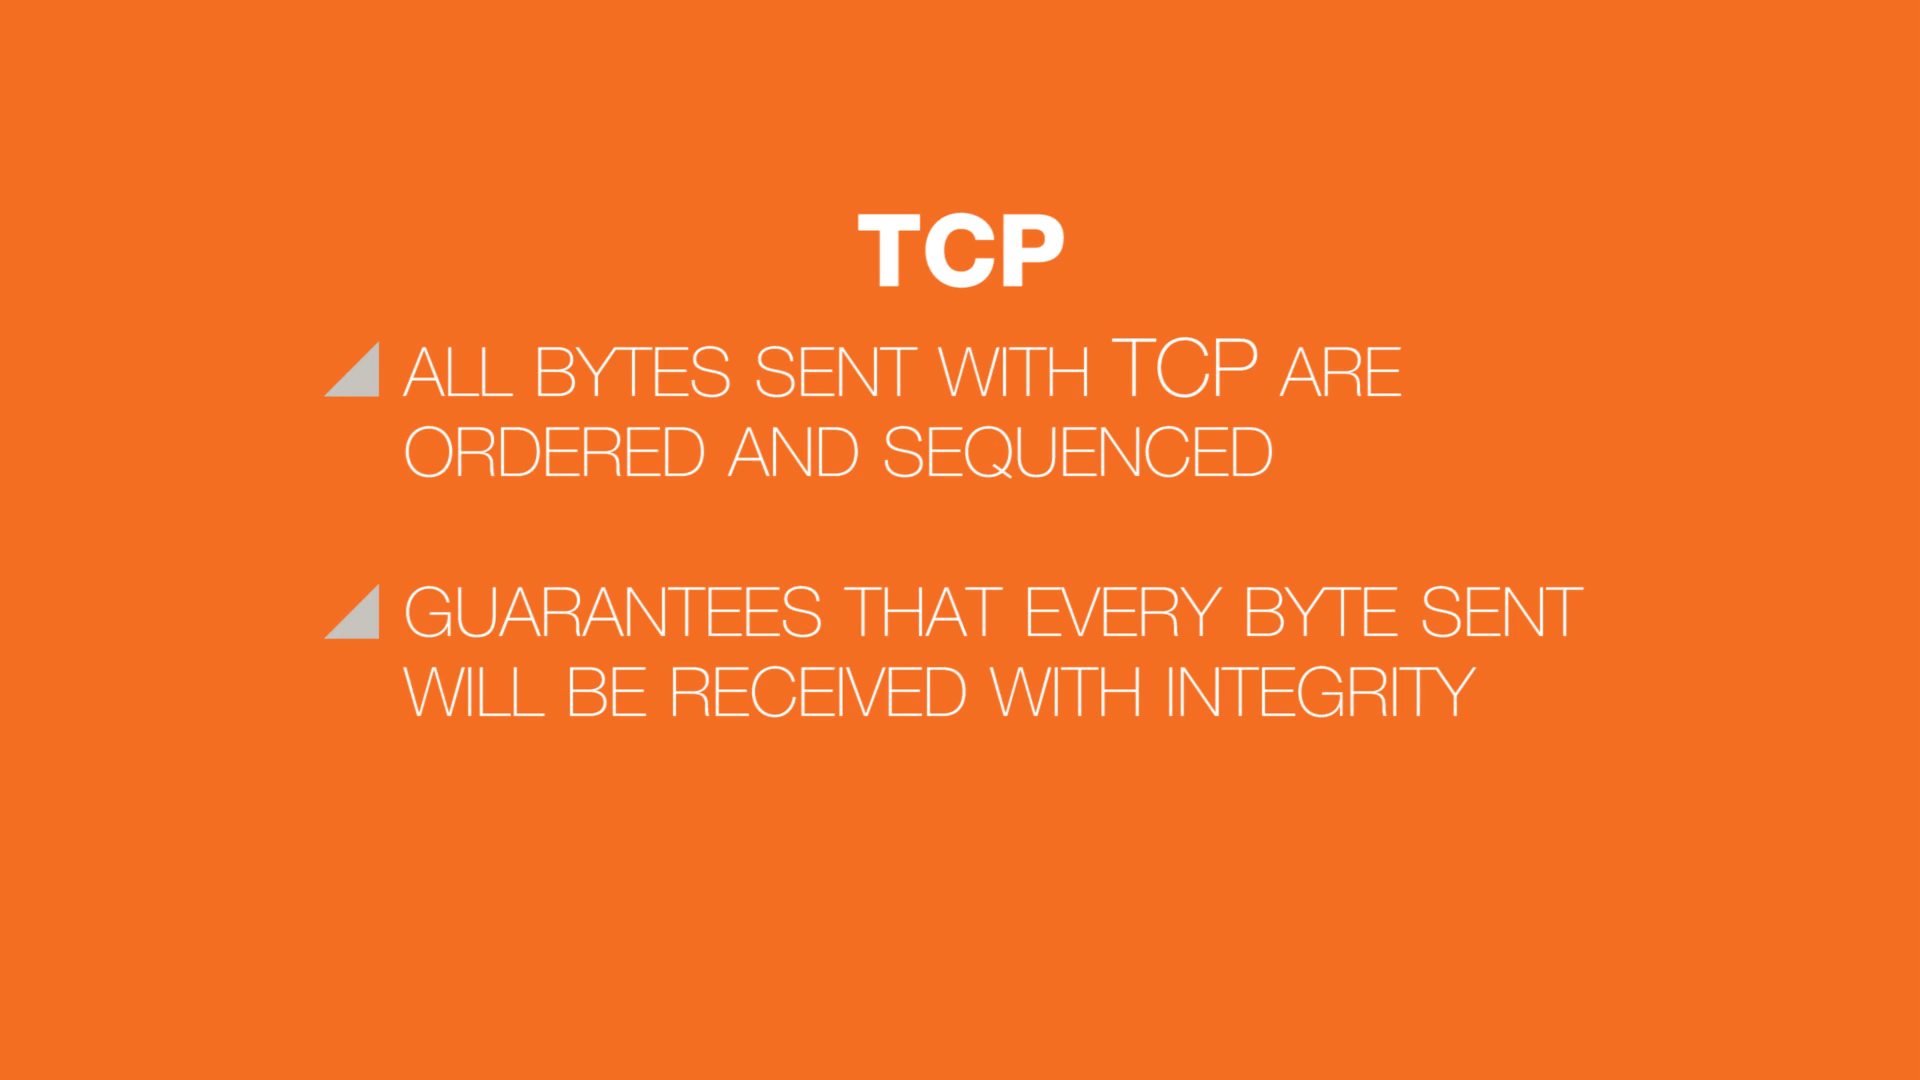 TCP
ALL BYTES SENT WITH TCP ARE
ORDERED AND SEQUENCED
GUARANTEES THAT EVERY BYTE SENT
WILL BE RECEIVED WITH INTEGRITY